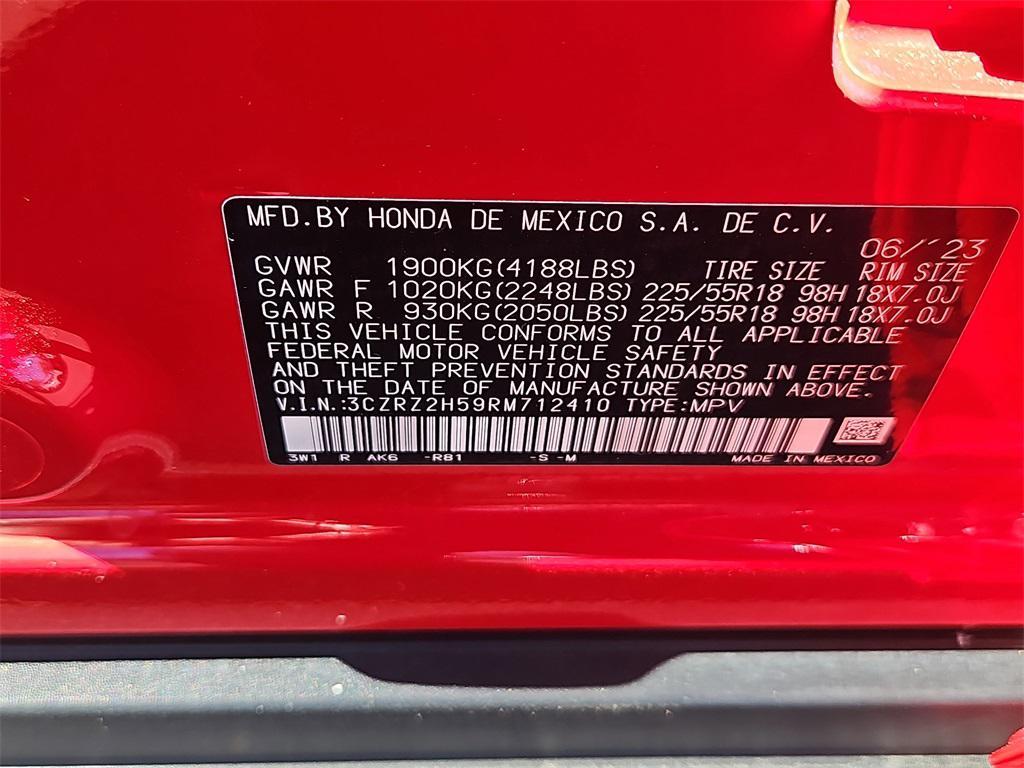 MFD.BY HONDA DE MEXICO S.A. DE C.V.
06/'23
GVWR 1900KG(4188LBS) TIRE SIZE RIM SIZE
GAWR F 1020KG(2248LBS) 225/55R18 98H 18X7.0J
GAWR R 930KG(2050LBS) 225/55R18 98H 18X7.0J
THIS VEHICLE CONFORMS TO ALL APPLICABLE
FEDERAL MOTOR VEHICLE SAFETY
AND THEFT PREVENTION STANDARDS IN EFFECT
ON THE DATE OF MANUFACTURE SHOWN ABOVE.
V.I.N.:3CZRZ2H59RM712410 TYPE:MPV
3W1 R AK6 -R81 -S -M MADE IN MEXICO